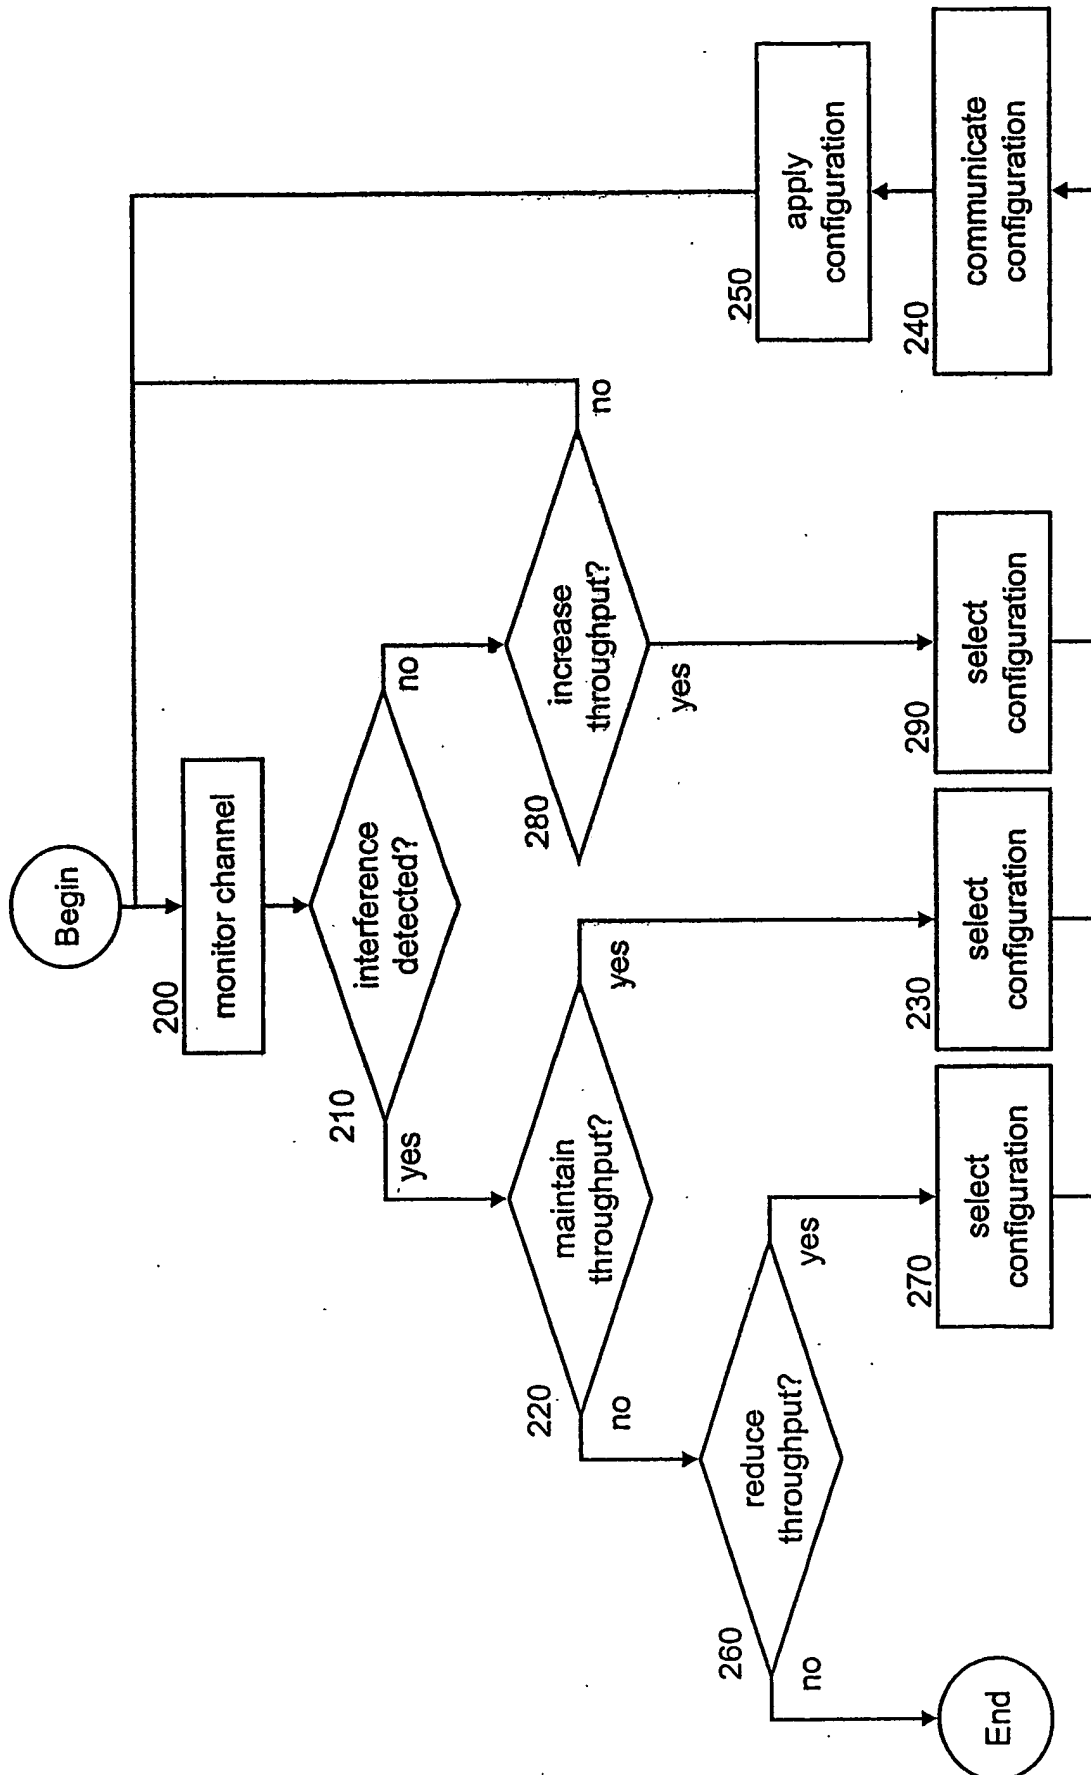 Begin
200
monitor channel
210
interference
detected?
yes
no
220
maintain
throughput?
no
yes
280
increase
throughput?
no
yes
260
reduce
throughput?
no
yes
End
270
select
configuration
230
select
configuration
290
select
configuration
240
communicate
configuration
250
apply
configuration